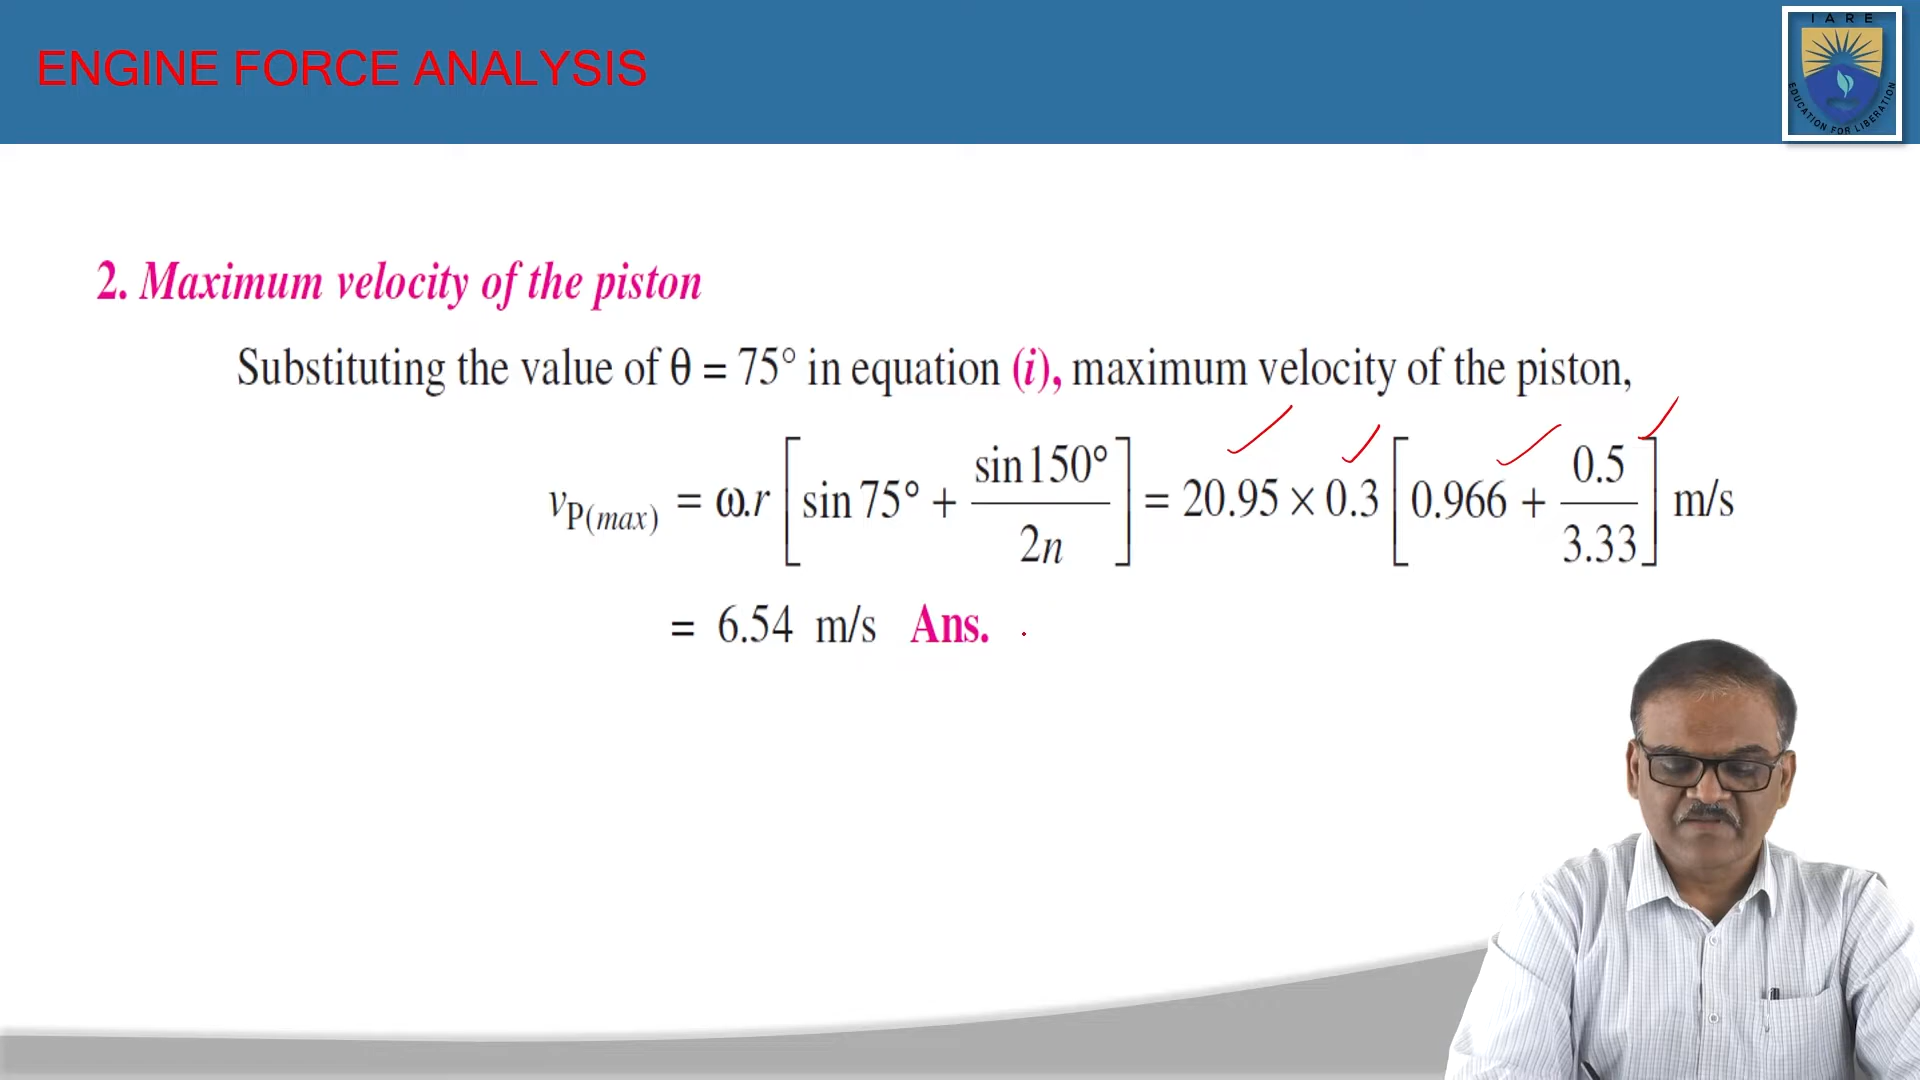 ENGINE FORCE ANALYSIS
IARE
EDUCATION FOR LIBERATION
2. Maximum velocity of the piston
Substituting the value of θ = 75° in equation (i), maximum velocity of the piston,
vP(max) = ω.r [ sin 75° + sin150° / 2n ] = 20.95 × 0.3 [ 0.966 + 0.5 / 3.33 ] m/s
= 6.54 m/s Ans.